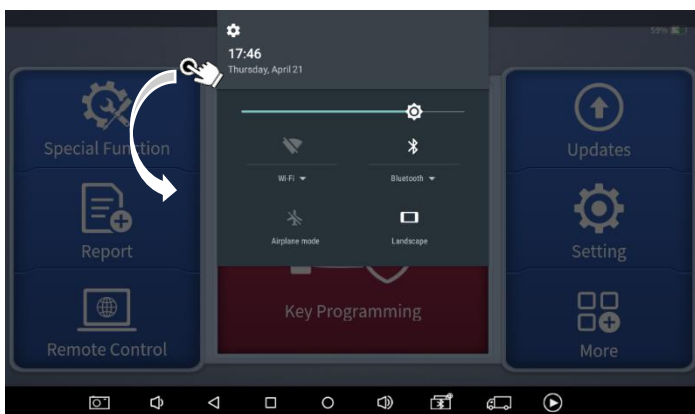 59%
17:46
Thursday, April 21
Special Function
Updates
Wi-Fi
Bluetooth
Airplane mode
Landscape
Report
Setting
Key Programming
Remote Control
More